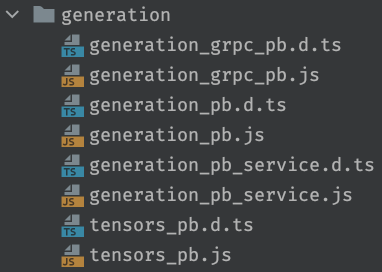 generation
TS generation_grpc_pb.d.ts
JS generation_grpc_pb.js
TS generation_pb.d.ts
JS generation_pb.js
TS generation_pb_service.d.ts
JS generation_pb_service.js
TS tensors_pb.d.ts
JS tensors_pb.js